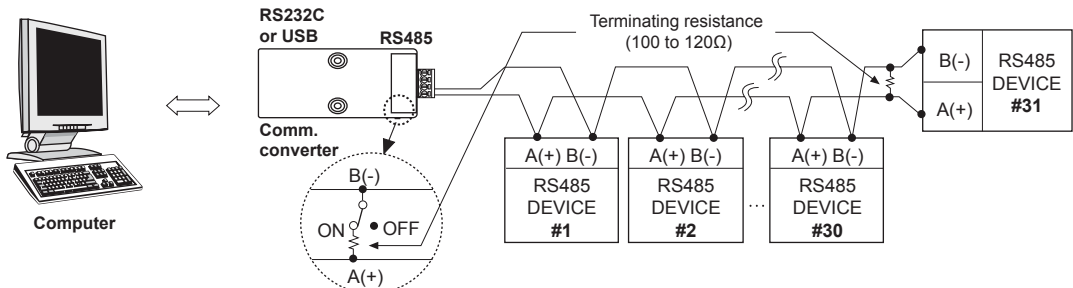 RS232C
or USB
RS485
Terminating resistance
(100 to 120Ω)
B(-)
A(+)
RS485
DEVICE
#31
Comm.
converter
Computer
B(-)
ON
OFF
A(+)
A(+) B(-)
RS485
DEVICE
#1
A(+) B(-)
RS485
DEVICE
#2
...
A(+) B(-)
RS485
DEVICE
#30